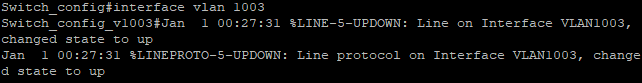 Switch_config#interface vlan 1003
Switch_config_v1003#Jan  1 00:27:31 %LINE-5-UPDOWN: Line on Interface VLAN1003,
changed state to up
Jan  1 00:27:31 %LINEPROTO-5-UPDOWN: Line protocol on Interface VLAN1003, change
d state to up